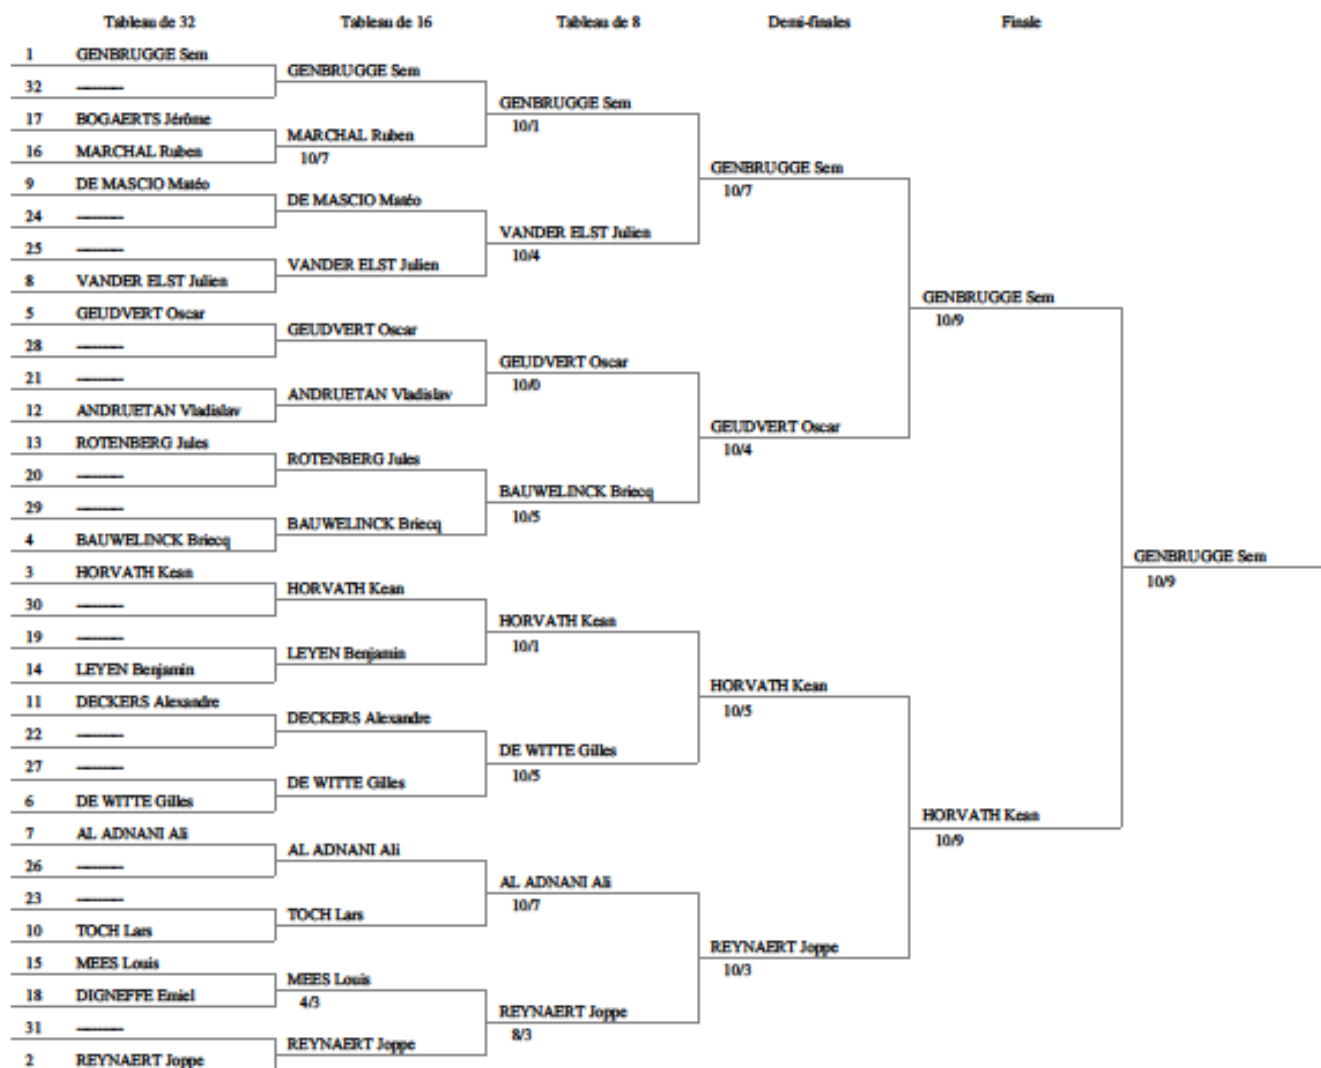 Tableau de 32 Tableau de 16 Tableau de 8 Demi-finales Finale
1 GENBRUGGE Sem
GENBRUGGE Sem
32 ----------
GENBRUGGE Sem
17 BOGAERTS Jérôme
10/1
MARCHAL Ruben
16 MARCHAL Ruben
10/7
GENBRUGGE Sem
9 DE MASCIO Matéo
10/7
DE MASCIO Matéo
24 ----------
VANDER ELST Julien
25 ----------
10/4
VANDER ELST Julien
8 VANDER ELST Julien
GENBRUGGE Sem
5 GEUDVERT Oscar
10/9
GEUDVERT Oscar
28 ----------
GEUDVERT Oscar
21 ----------
10/0
ANDRUETAN Vladislav
12 ANDRUETAN Vladislav
GEUDVERT Oscar
13 ROTENBERG Jules
10/4
ROTENBERG Jules
20 ----------
BAUWELINCK Briecq
29 ----------
10/5
BAUWELINCK Briecq
4 BAUWELINCK Briecq
GENBRUGGE Sem
3 HORVATH Kean
10/9
HORVATH Kean
30 ----------
HORVATH Kean
19 ----------
10/1
LEYEN Benjamin
14 LEYEN Benjamin
HORVATH Kean
11 DECKERS Alexandre
10/5
DECKERS Alexandre
22 ----------
DE WITTE Gilles
27 ----------
10/5
DE WITTE Gilles
6 DE WITTE Gilles
HORVATH Kean
7 AL ADNANI Ali
10/9
AL ADNANI Ali
26 ----------
AL ADNANI Ali
23 ----------
10/7
TOCH Lars
10 TOCH Lars
REYNAERT Joppe
15 MEES Louis
10/3
MEES Louis
18 DIGNEFFE Emiel
4/3
REYNAERT Joppe
31 ----------
8/3
REYNAERT Joppe
2 REYNAERT Joppe